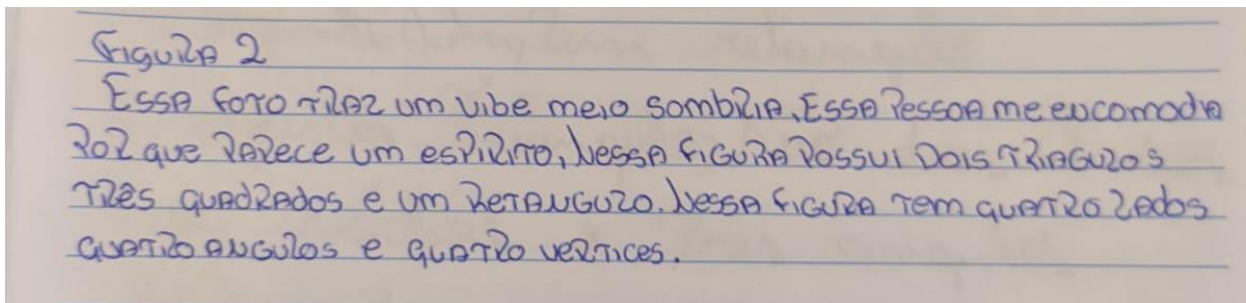 Figura 2
Essa foto traz um vibe meio sombria, Essa Pessoa me encomoda
Por que Parece um espirito, Nessa figura Possui Dois Triagulos
Três quadrados e um Retangulo. Nessa figura Tem quatro lados
quatro angulos e quatro vertices.